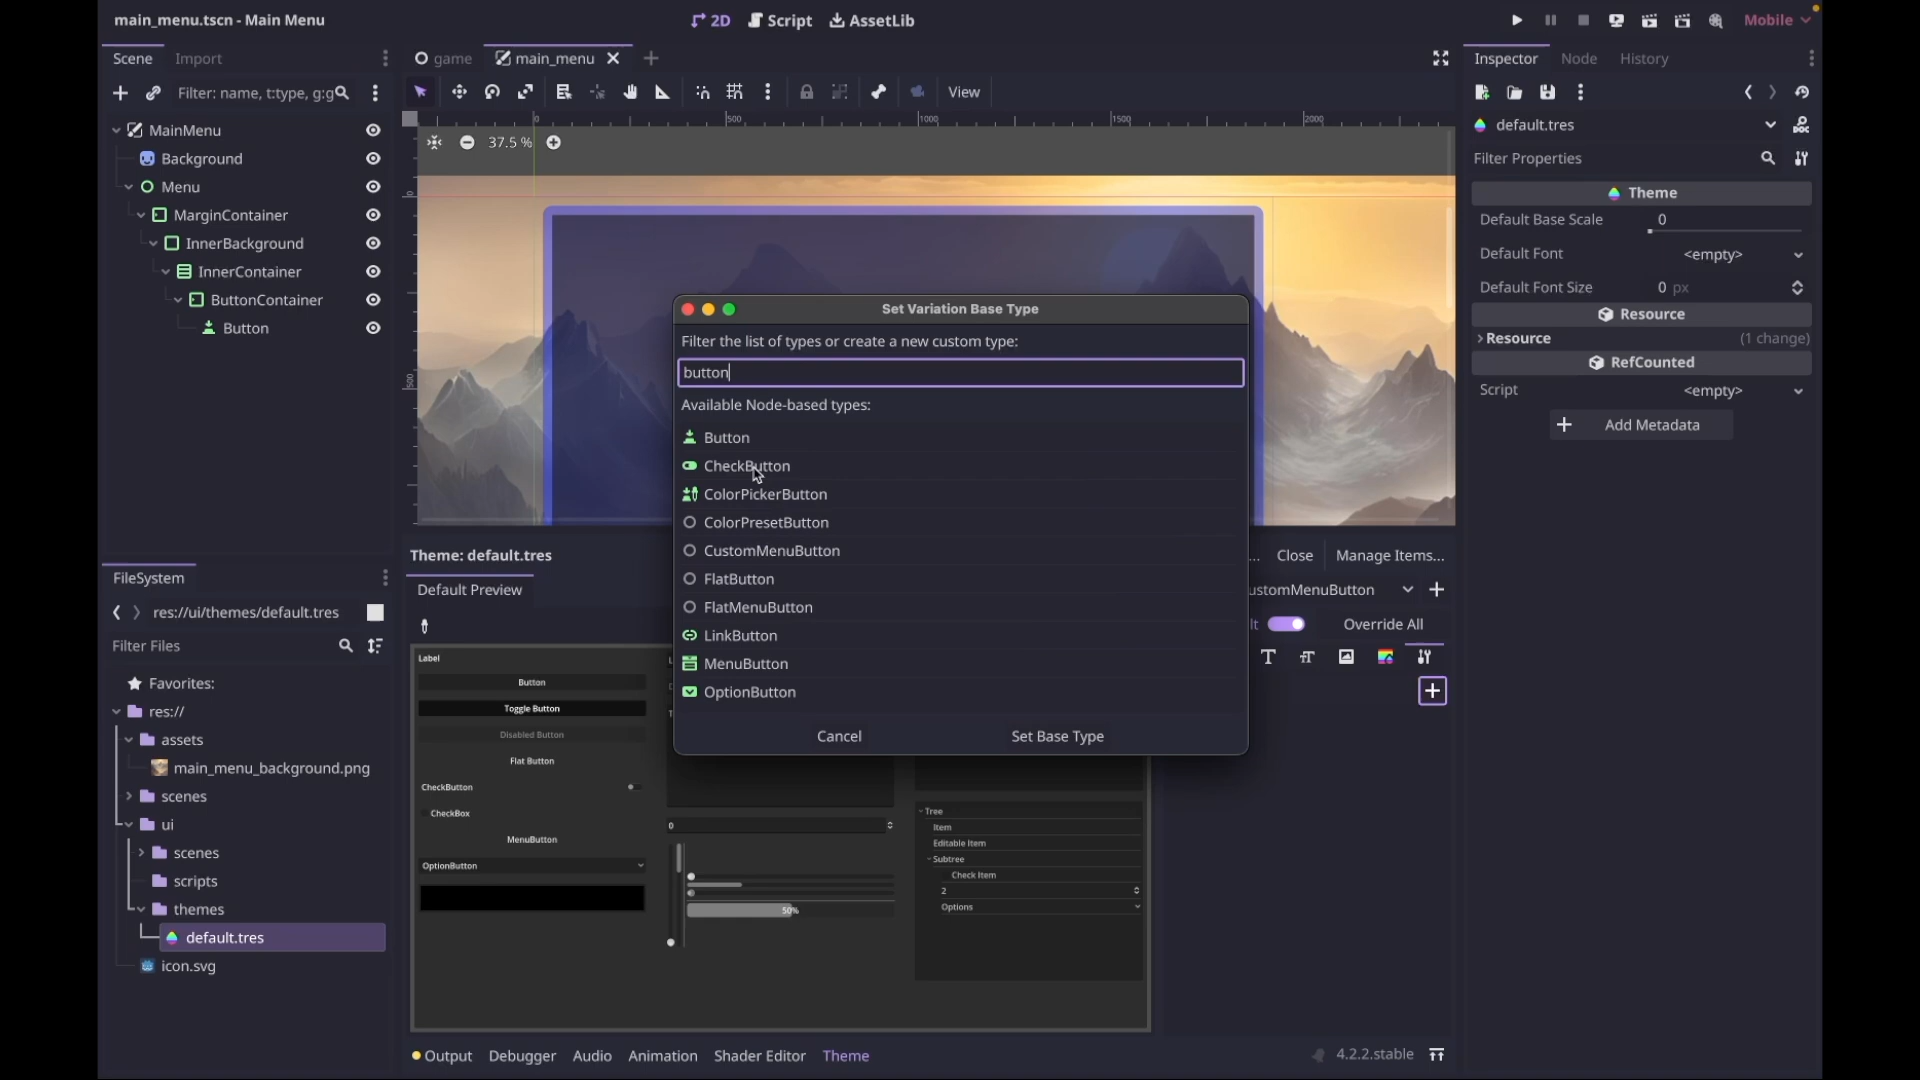 main_menu.tscn - Main Menu
2D
Script
AssetLib
Mobile
Scene
Import
game
main_menu
Inspector
Node
History
Filter: name, t:type, g:g
View
default.tres
Filter Properties
MainMenu
Background
Menu
MarginContainer
InnerBackground
InnerContainer
ButtonContainer
Button
37.5 %
0
500
1000
1500
2000
0
500
Theme
Default Base Scale
0
Default Font
<empty>
Default Font Size
0 px
Resource
Resource
(1 change)
RefCounted
Script
<empty>
Add Metadata
Set Variation Base Type
Filter the list of types or create a new custom type:
button
Available Node-based types:
Button
CheckButton
ColorPickerButton
ColorPresetButton
CustomMenuButton
FlatButton
FlatMenuButton
LinkButton
MenuButton
OptionButton
Cancel
Set Base Type
Theme: default.tres
Close
Manage Items...
Default Preview
ustomMenuButton
lt
Override All
Label
Button
Toggle Button
Disabled Button
Flat Button
CheckButton
CheckBox
MenuButton
OptionButton
0
50%
Tree
Item
Editable Item
Subtree
Check Item
2
Options
FileSystem
res://ui/themes/default.tres
Filter Files
Favorites:
res://
assets
main_menu_background.png
scenes
ui
scenes
scripts
themes
default.tres
icon.svg
Output
Debugger
Audio
Animation
Shader Editor
Theme
4.2.2.stable